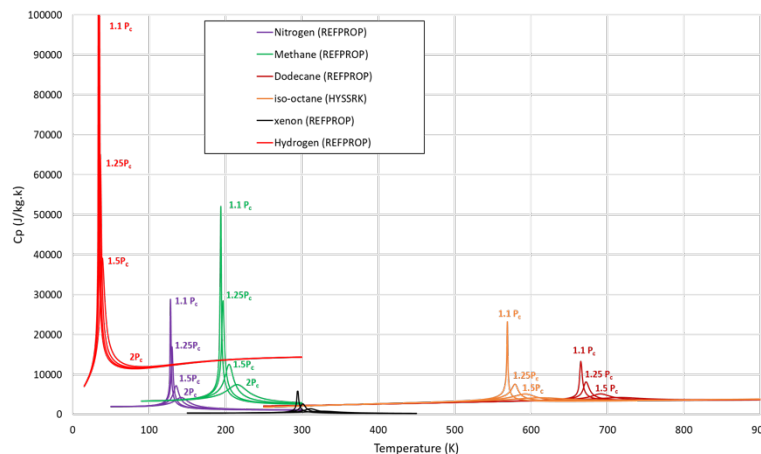 100000
90000
80000
70000
60000
50000
40000
30000
20000
10000
0
Cp (J/kg.k)
0
100
200
300
400
500
600
700
800
900
Temperature (K)
Nitrogen (REFPROP)
Methane (REFPROP)
Dodecane (REFPROP)
iso-octane (HYSSRK)
xenon (REFPROP)
Hydrogen (REFPROP)
1.1 Pc
1.25Pc
1.5Pc
2Pc
1.1 Pc
1.25Pc
1.5Pc
2Pc
1.1 Pc
1.25Pc
1.5Pc
2Pc
1.1 Pc
1.25Pc
1.5Pc
1.1 Pc
1.25 Pc
1.5 Pc